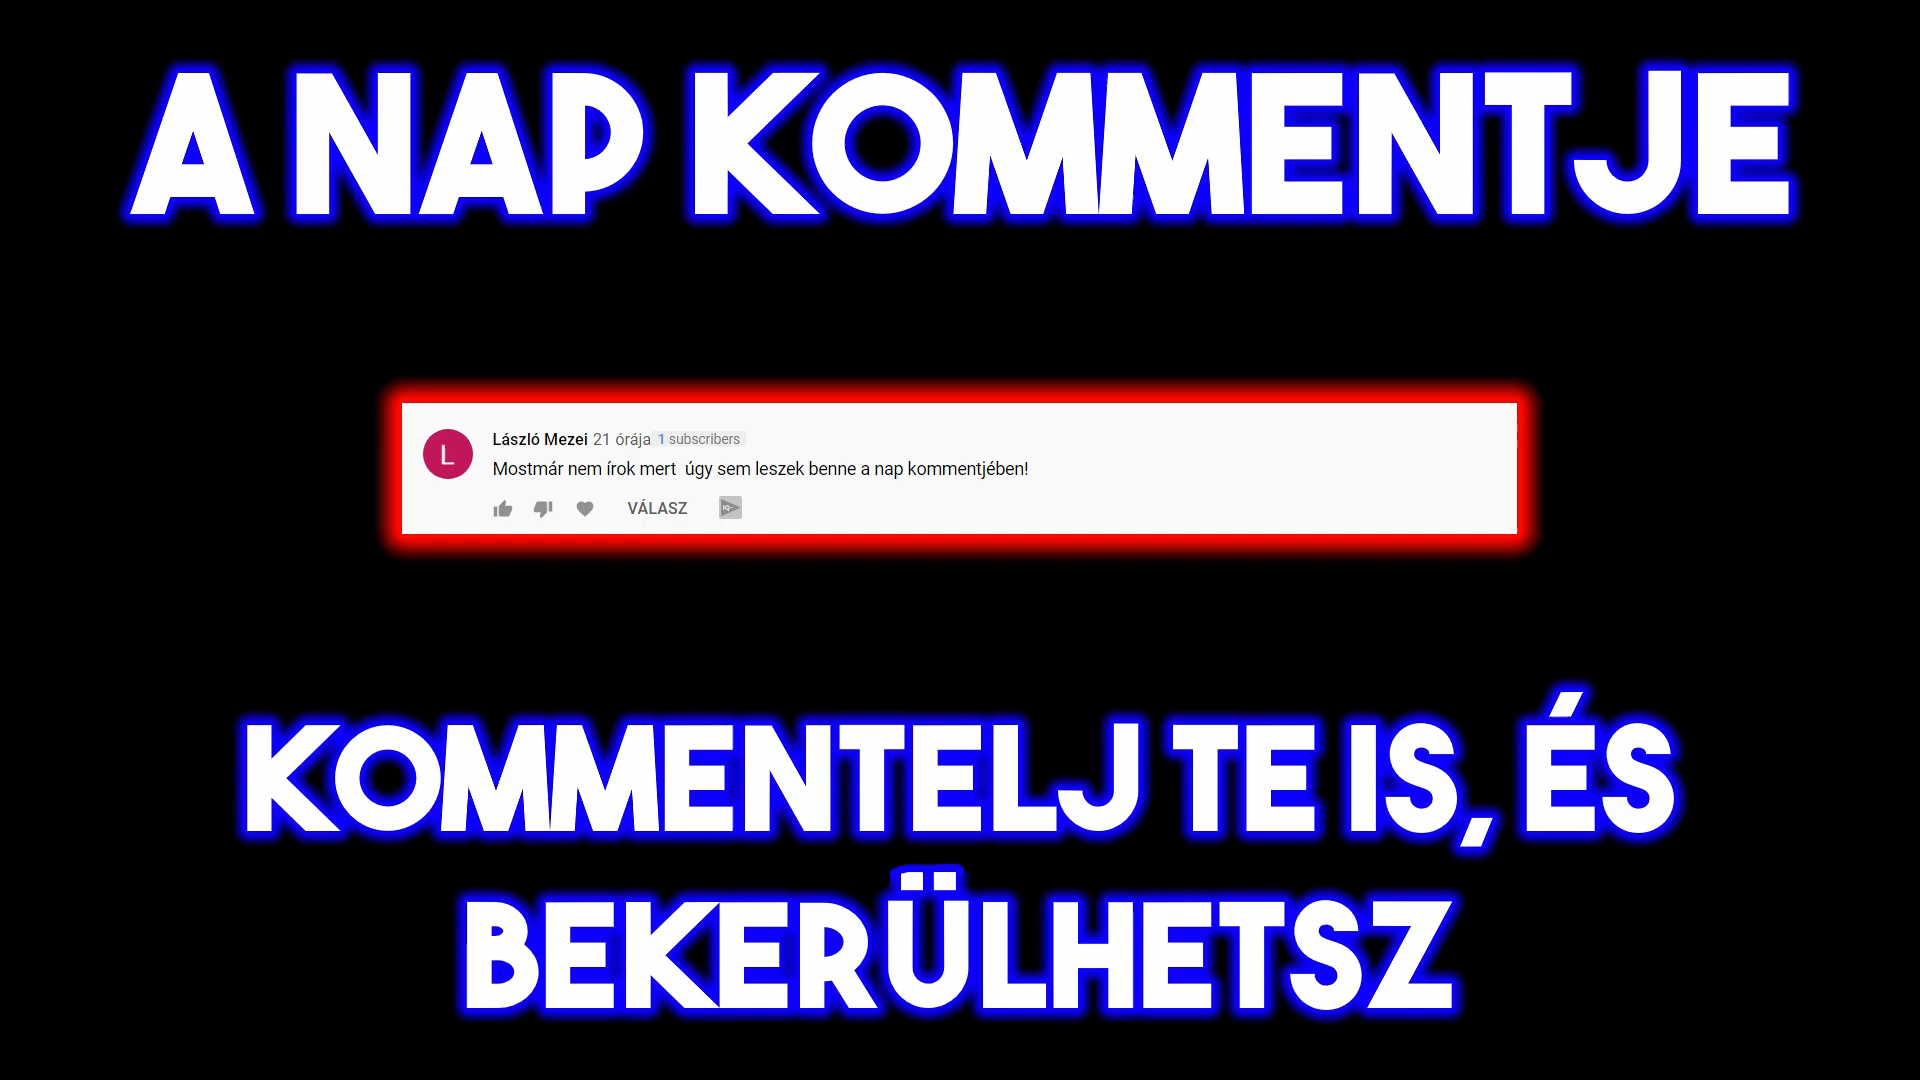 A NAP KOMMENTJE
L
László Mezei 21 órája 1 subscribers
Mostmár nem írok mert  úgy sem leszek benne a nap kommentjében!
VÁLASZ
KOMMENTELJ TE IS, ÉS
BEKERÜLHETSZ